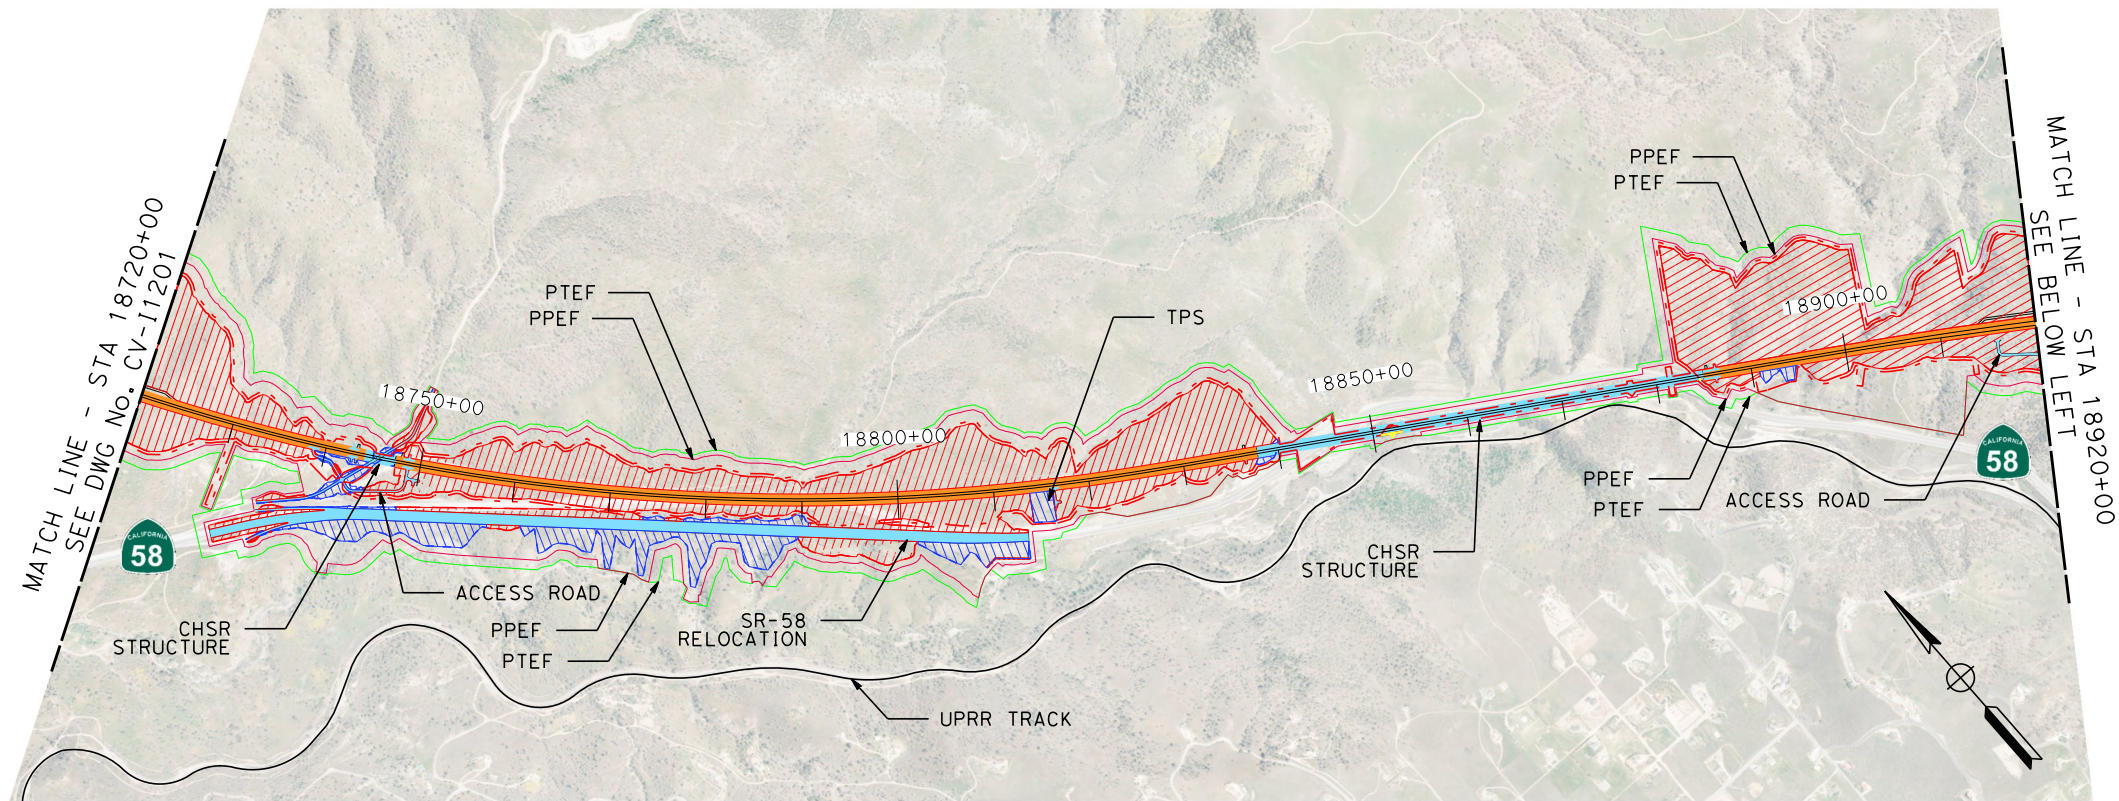 MATCH LINE - STA 18720+00
SEE DWG No. CV-I1201
CALIFORNIA
58
18750+00
PTEF
PPEF
18800+00
TPS
18850+00
PPEF
PTEF
18900+00
MATCH LINE - STA 18920+00
SEE BELOW LEFT
CALIFORNIA
58
PPEF
PTEF
ACCESS ROAD
CHSR
STRUCTURE
ACCESS ROAD
CHSR
STRUCTURE
PPEF
PTEF
SR-58
RELOCATION
UPRR TRACK